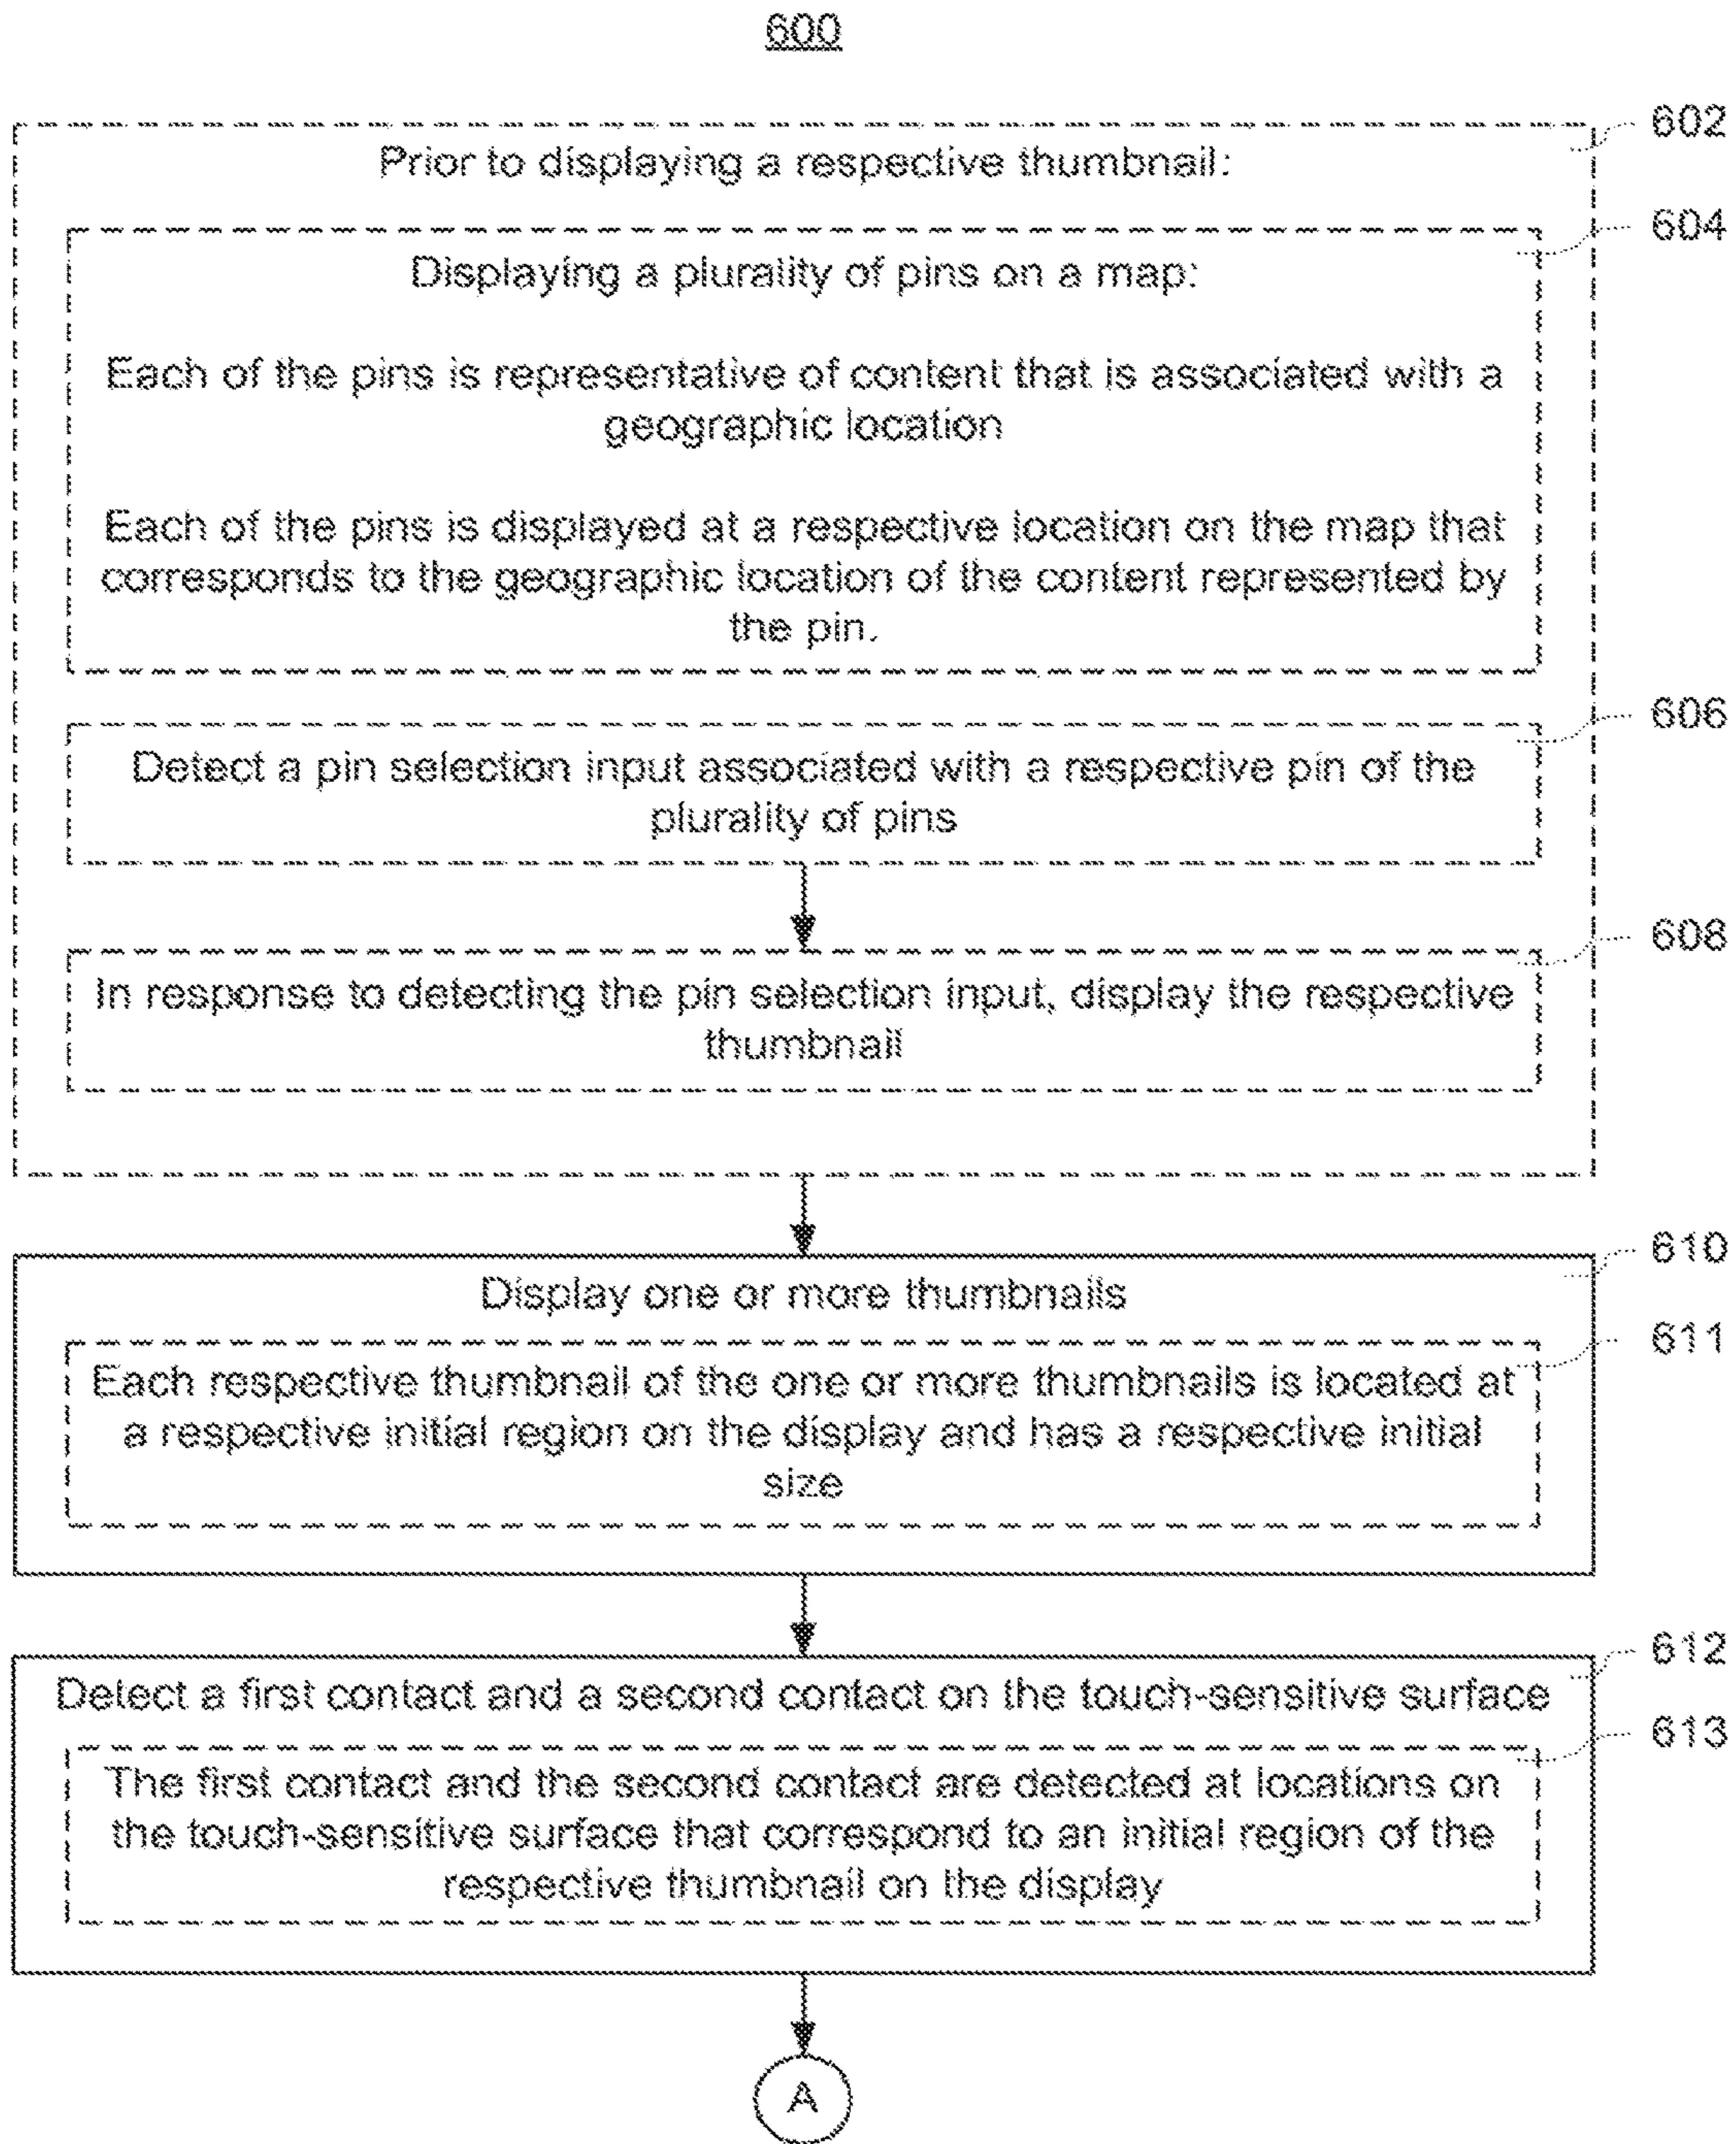 600
602
Prior to displaying a respective thumbnail:
604
Displaying a plurality of pins on a map:
Each of the pins is representative of content that is associated with a
geographic location
Each of the pins is displayed at a respective location on the map that
corresponds to the geographic location of the content represented by
the pin.
606
Detect a pin selection input associated with a respective pin of the
plurality of pins
608
In response to detecting the pin selection input, display the respective
thumbnail
610
Display one or more thumbnails
611
Each respective thumbnail of the one or more thumbnails is located at
a respective initial region on the display and has a respective initial
size
612
Detect a first contact and a second contact on the touch-sensitive surface
613
The first contact and the second contact are detected at locations on
the touch-sensitive surface that correspond to an initial region of the
respective thumbnail on the display
A